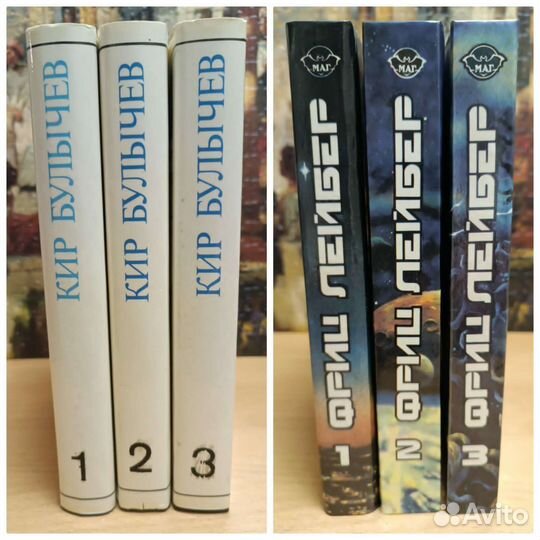 КИР БУЛЫЧЕВ
1
КИР БУЛЫЧЕВ
2
КИР БУЛЫЧЕВ
3
МАГ
ФРИЦ ЛЕЙБЕР
1
МАГ
ФРИЦ ЛЕЙБЕР
2
МАГ
ФРИЦ ЛЕЙБЕР
3
Avito